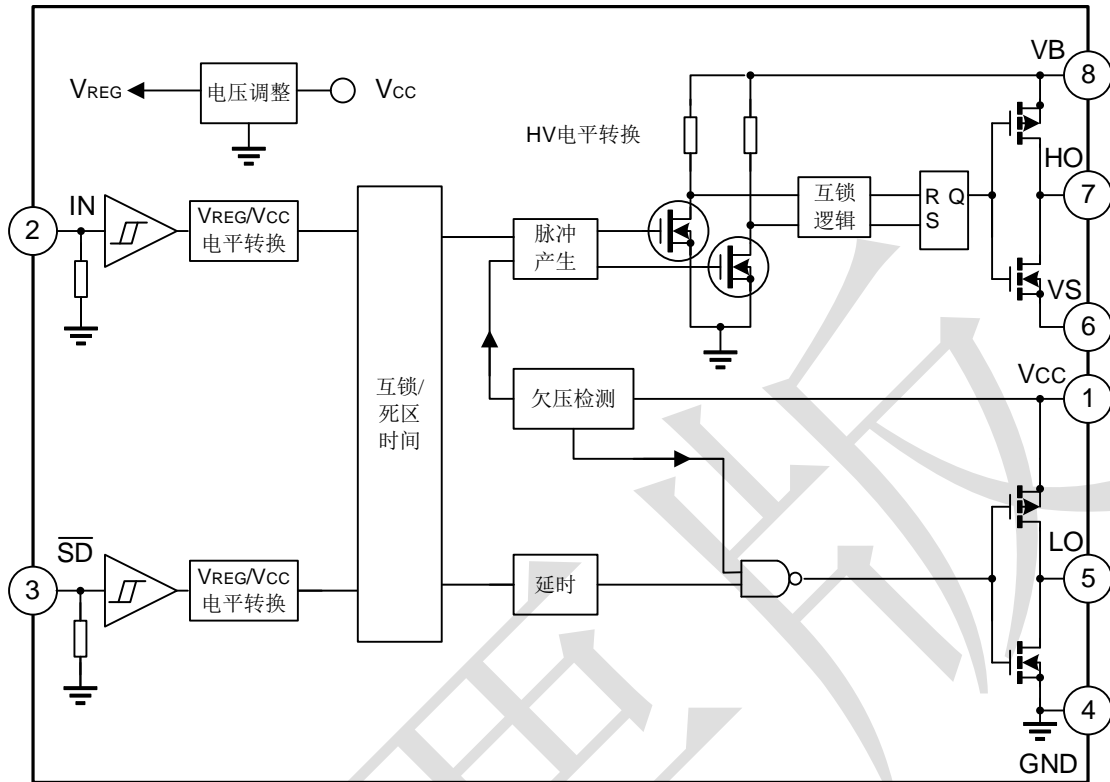 VREG
电压调整
VCC
VB
8
HV电平转换
HO
7
IN
2
VREG/VCC
电平转换
脉冲
产生
互锁
逻辑
R Q
S
VS
6
VCC
1
互锁/
死区
时间
欠压检测
SD
3
VREG/VCC
电平转换
延时
LO
5
4
GND